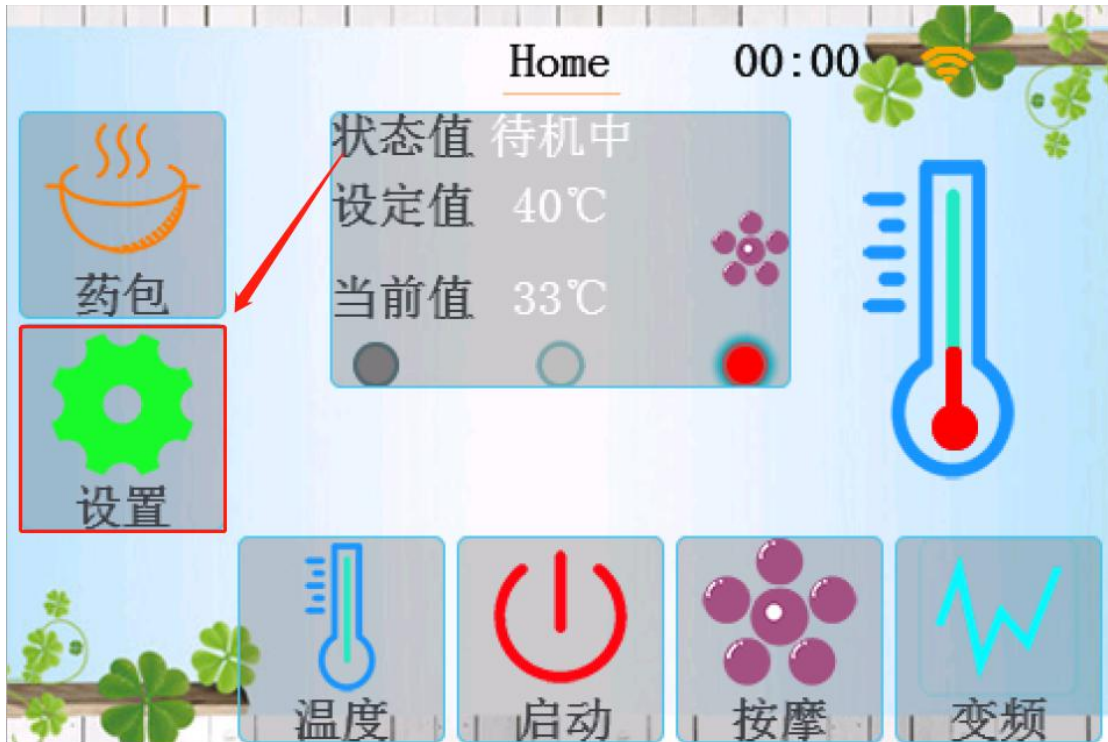 Home 00:00
状态值 待机中
设定值 40℃
当前值 33℃
药包
设置
温度
启动
按摩
变频